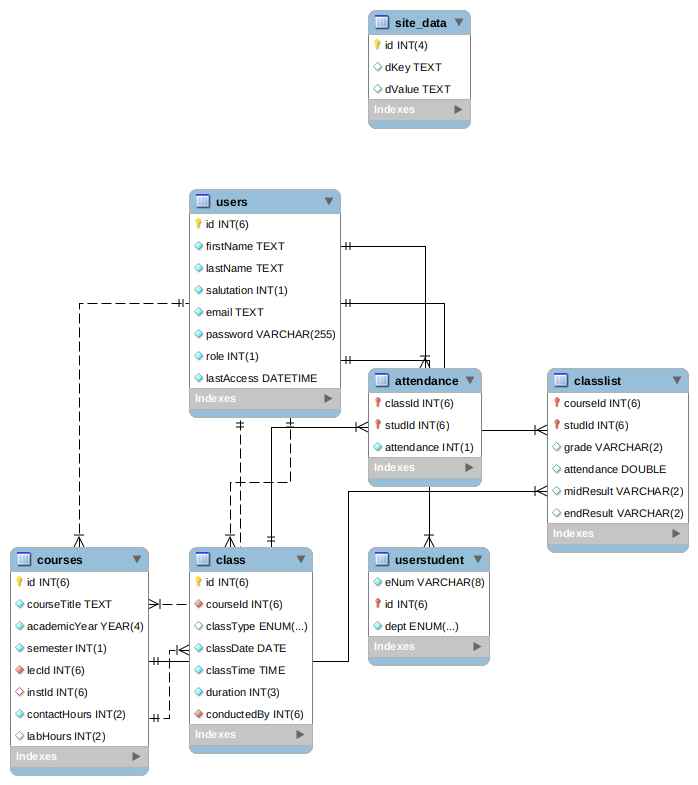 site_data
id INT(4)
dKey TEXT
dValue TEXT
Indexes
users
id INT(6)
firstName TEXT
lastName TEXT
salutation INT(1)
email TEXT
password VARCHAR(255)
role INT(1)
lastAccess DATETIME
Indexes
attendance
classId INT(6)
studId INT(6)
attendance INT(1)
Indexes
classlist
courseId INT(6)
studId INT(6)
grade VARCHAR(2)
attendance DOUBLE
midResult VARCHAR(2)
endResult VARCHAR(2)
Indexes
courses
id INT(6)
courseTitle TEXT
academicYear YEAR(4)
semester INT(1)
lecId INT(6)
instId INT(6)
contactHours INT(2)
labHours INT(2)
Indexes
class
id INT(6)
courseId INT(6)
classType ENUM(...)
classDate DATE
classTime TIME
duration INT(3)
conductedBy INT(6)
Indexes
userstudent
eNum VARCHAR(8)
id INT(6)
dept ENUM(...)
Indexes